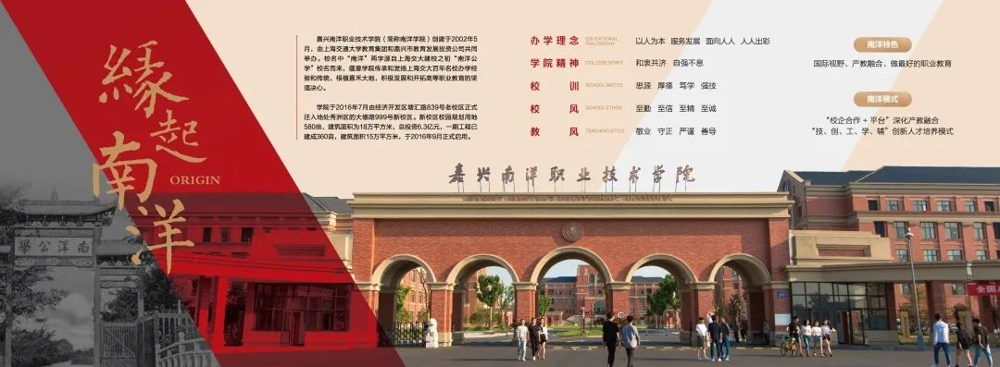 緣起南洋
ORIGIN
嘉兴南洋职业技术学院（简称南洋学院）创建于2002年5
月，由上海交通大学教育集团和嘉兴市教育发展投资公司共同
举办。校名中“南洋”两字源自上海交大建校之初“南洋公
学”校名而来，蕴意学院传承和发扬上海交大百年名校办学经
验和传统，根植嘉禾大地，积极发展和开拓高等职业教育的坚
强决心。
学院于2016年7月由经济开发区塘汇路839号老校区正式
迁入地处秀洲区的大德路999号新校区。新校区校园规划用地
580亩，建筑面积为18万平方米，总投资6.3亿元，一期工程已
建成360亩，建筑面积15万平方米，于2016年9月正式启用。
办学理念 EDUCATIONAL PHILOSOPHY 以人为本 服务发展 面向人人 人人出彩
学院精神 COLLEGE SPIRIT 和衷共济 自强不息
校训 SCHOOL MOTTO 思源 厚德 笃学 强技
校风 SCHOOL ETHOS 至勤 至信 至精 至诚
教风 TEACHING STYLE 敬业 守正 严谨 善导
南洋特色
国际视野、产教融合、做最好的职业教育
南洋模式
“校企合作 + 平台”深化产教融合
“技、创、工、学、辅”创新人才培养模式
嘉兴南洋职业技术学院
學公洋南